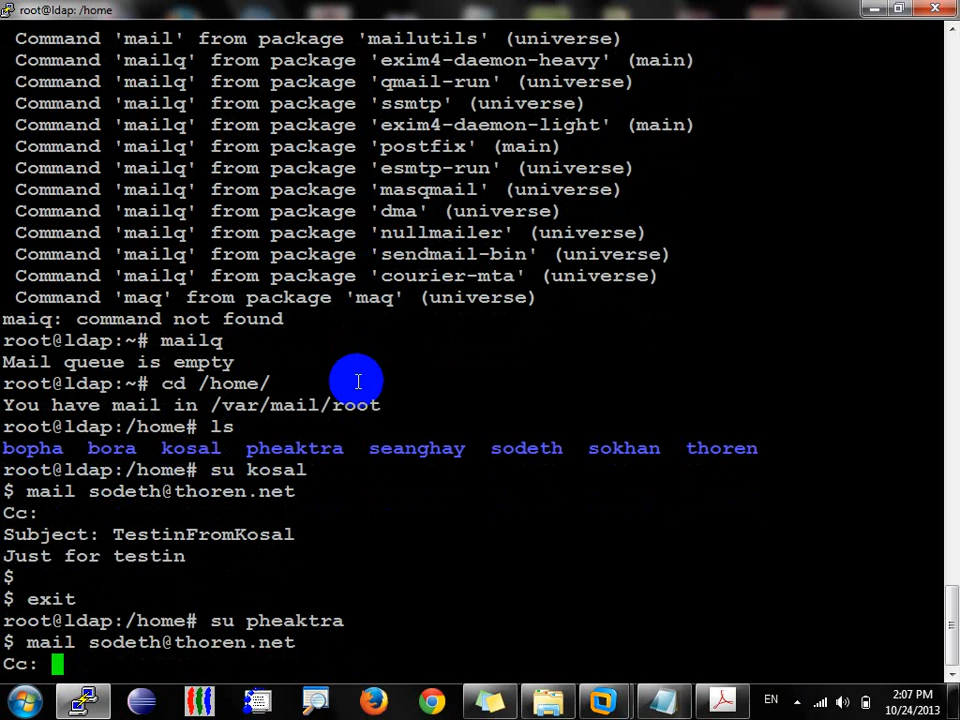 root@ldap: /home
Command 'mail' from package 'mailutils' (universe)
Command 'mailq' from package 'exim4-daemon-heavy' (main)
Command 'mailq' from package 'qmail-run' (universe)
Command 'mailq' from package 'ssmtp' (universe)
Command 'mailq' from package 'exim4-daemon-light' (main)
Command 'mailq' from package 'postfix' (main)
Command 'mailq' from package 'esmtp-run' (universe)
Command 'mailq' from package 'masqmail' (universe)
Command 'mailq' from package 'dma' (universe)
Command 'mailq' from package 'nullmailer' (universe)
Command 'mailq' from package 'sendmail-bin' (universe)
Command 'mailq' from package 'courier-mta' (universe)
Command 'maq' from package 'maq' (universe)
maiq: command not found
root@ldap:~# mailq
Mail queue is empty
root@ldap:~# cd /home/
You have mail in /var/mail/root
root@ldap:/home# ls
bopha bora kosal pheaktra seanghay sodeth sokhan thoren
root@ldap:/home# su kosal
$ mail sodeth@thoren.net
Cc:
Subject: TestinFromKosal
Just for testin
$
$ exit
root@ldap:/home# su pheaktra
$ mail sodeth@thoren.net
Cc:
EN
2:07 PM
10/24/2013